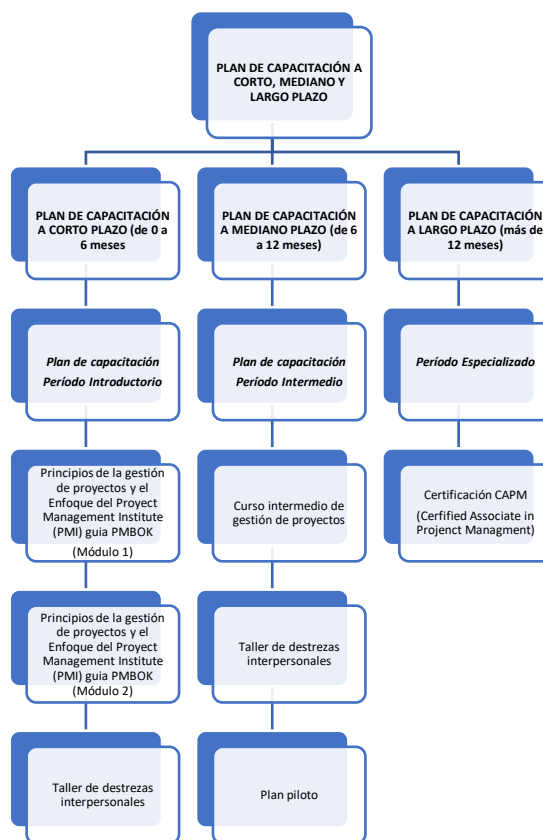 PLAN DE CAPACITACIÓN A
CORTO, MEDIANO Y
LARGO PLAZO
PLAN DE CAPACITACIÓN
A CORTO PLAZO (de 0 a
6 meses
Plan de capacitación
Período Introductorio
Principios de la gestión
de proyectos y el
Enfoque del Proyect
Management Institute
(PMI) guia PMBOK
(Módulo 1)
Principios de la gestión
de proyectos y el
Enfoque del Proyect
Management Institute
(PMI) guia PMBOK
(Módulo 2)
Taller de destrezas
interpersonales
PLAN DE CAPACITACIÓN
A MEDIANO PLAZO (de 6
a 12 meses)
Plan de capacitación
Período Intermedio
Curso intermedio de
gestión de proyectos
Taller de destrezas
interpersonales
Plan piloto
PLAN DE CAPACITACIÓN
A LARGO PLAZO (más de
12 meses)
Período Especializado
Certificación CAPM
(Cerfified Associate in
Projenct Managment)